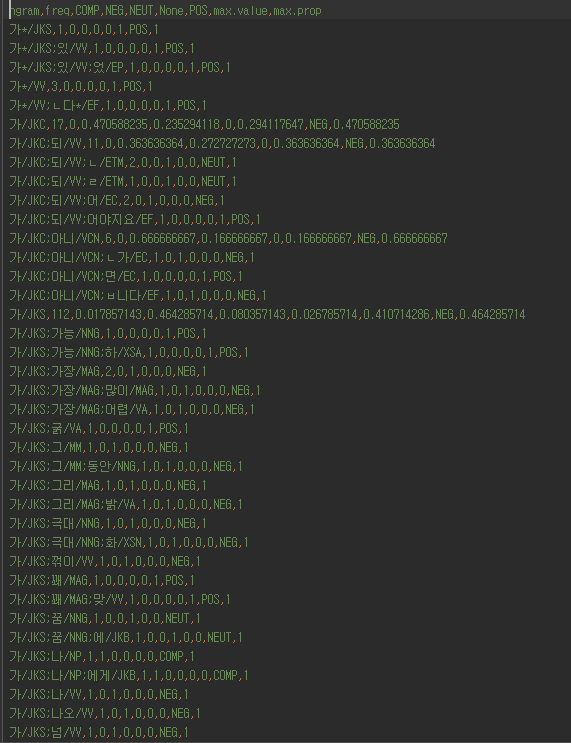 ngram,freq,COMP,NEG,NEUT,None,POS,max.value,max.prop
가*/JKS,1,0,0,0,0,1,POS,1
가*/JKS;있/VV,1,0,0,0,0,1,POS,1
가*/JKS;있/VV;었/EP,1,0,0,0,0,1,POS,1
가*/VV,3,0,0,0,0,1,POS,1
가*/VV;ㄴ다*/EF,1,0,0,0,0,1,POS,1
가/JKC,17,0,0.470588235,0.235294118,0,0.294117647,NEG,0.470588235
가/JKC;되/VV,11,0,0.363636364,0.272727273,0,0.363636364,NEG,0.363636364
가/JKC;되/VV;ㄴ/ETM,2,0,0,1,0,0,NEUT,1
가/JKC;되/VV;ㄹ/ETM,1,0,0,1,0,0,NEUT,1
가/JKC;되/VV;어/EC,2,0,1,0,0,0,NEG,1
가/JKC;되/VV;어야지요/EF,1,0,0,0,0,1,POS,1
가/JKC;아니/VCN,6,0,0.666666667,0.166666667,0,0.166666667,NEG,0.666666667
가/JKC;아니/VCN;ㄴ가/EC,1,0,1,0,0,0,NEG,1
가/JKC;아니/VCN;면/EC,1,0,0,0,0,1,POS,1
가/JKC;아니/VCN;ㅂ니다/EF,1,0,1,0,0,0,NEG,1
가/JKS,112,0.017857143,0.464285714,0.080357143,0.026785714,0.410714286,NEG,0.464285714
가/JKS;가능/NNG,1,0,0,0,0,1,POS,1
가/JKS;가능/NNG;하/XSA,1,0,0,0,0,1,POS,1
가/JKS;가장/MAG,2,0,1,0,0,0,NEG,1
가/JKS;가장/MAG;많이/MAG,1,0,1,0,0,0,NEG,1
가/JKS;가장/MAG;어렵/VA,1,0,1,0,0,0,NEG,1
가/JKS;굵/VA,1,0,0,0,0,1,POS,1
가/JKS;그/MM,1,0,1,0,0,0,NEG,1
가/JKS;그/MM;동안/NNG,1,0,1,0,0,0,NEG,1
가/JKS;그리/MAG,1,0,1,0,0,0,NEG,1
가/JKS;그리/MAG;밝/VA,1,0,1,0,0,0,NEG,1
가/JKS;극대/NNG,1,0,1,0,0,0,NEG,1
가/JKS;극대/NNG;화/XSN,1,0,1,0,0,0,NEG,1
가/JKS;꺾이/VV,1,0,1,0,0,0,NEG,1
가/JKS;꽤/MAG,1,0,0,0,0,1,POS,1
가/JKS;꽤/MAG;맞/VV,1,0,0,0,0,1,POS,1
가/JKS;꿈/NNG,1,0,0,1,0,0,NEUT,1
가/JKS;꿈/NNG;에/JKB,1,0,0,1,0,0,NEUT,1
가/JKS;나/NP,1,1,0,0,0,0,COMP,1
가/JKS;나/NP;에게/JKB,1,1,0,0,0,0,COMP,1
가/JKS;나/VV,1,0,1,0,0,0,NEG,1
가/JKS;나오/VV,1,0,1,0,0,0,NEG,1
가/JKS;넘/VV,1,0,1,0,0,0,NEG,1